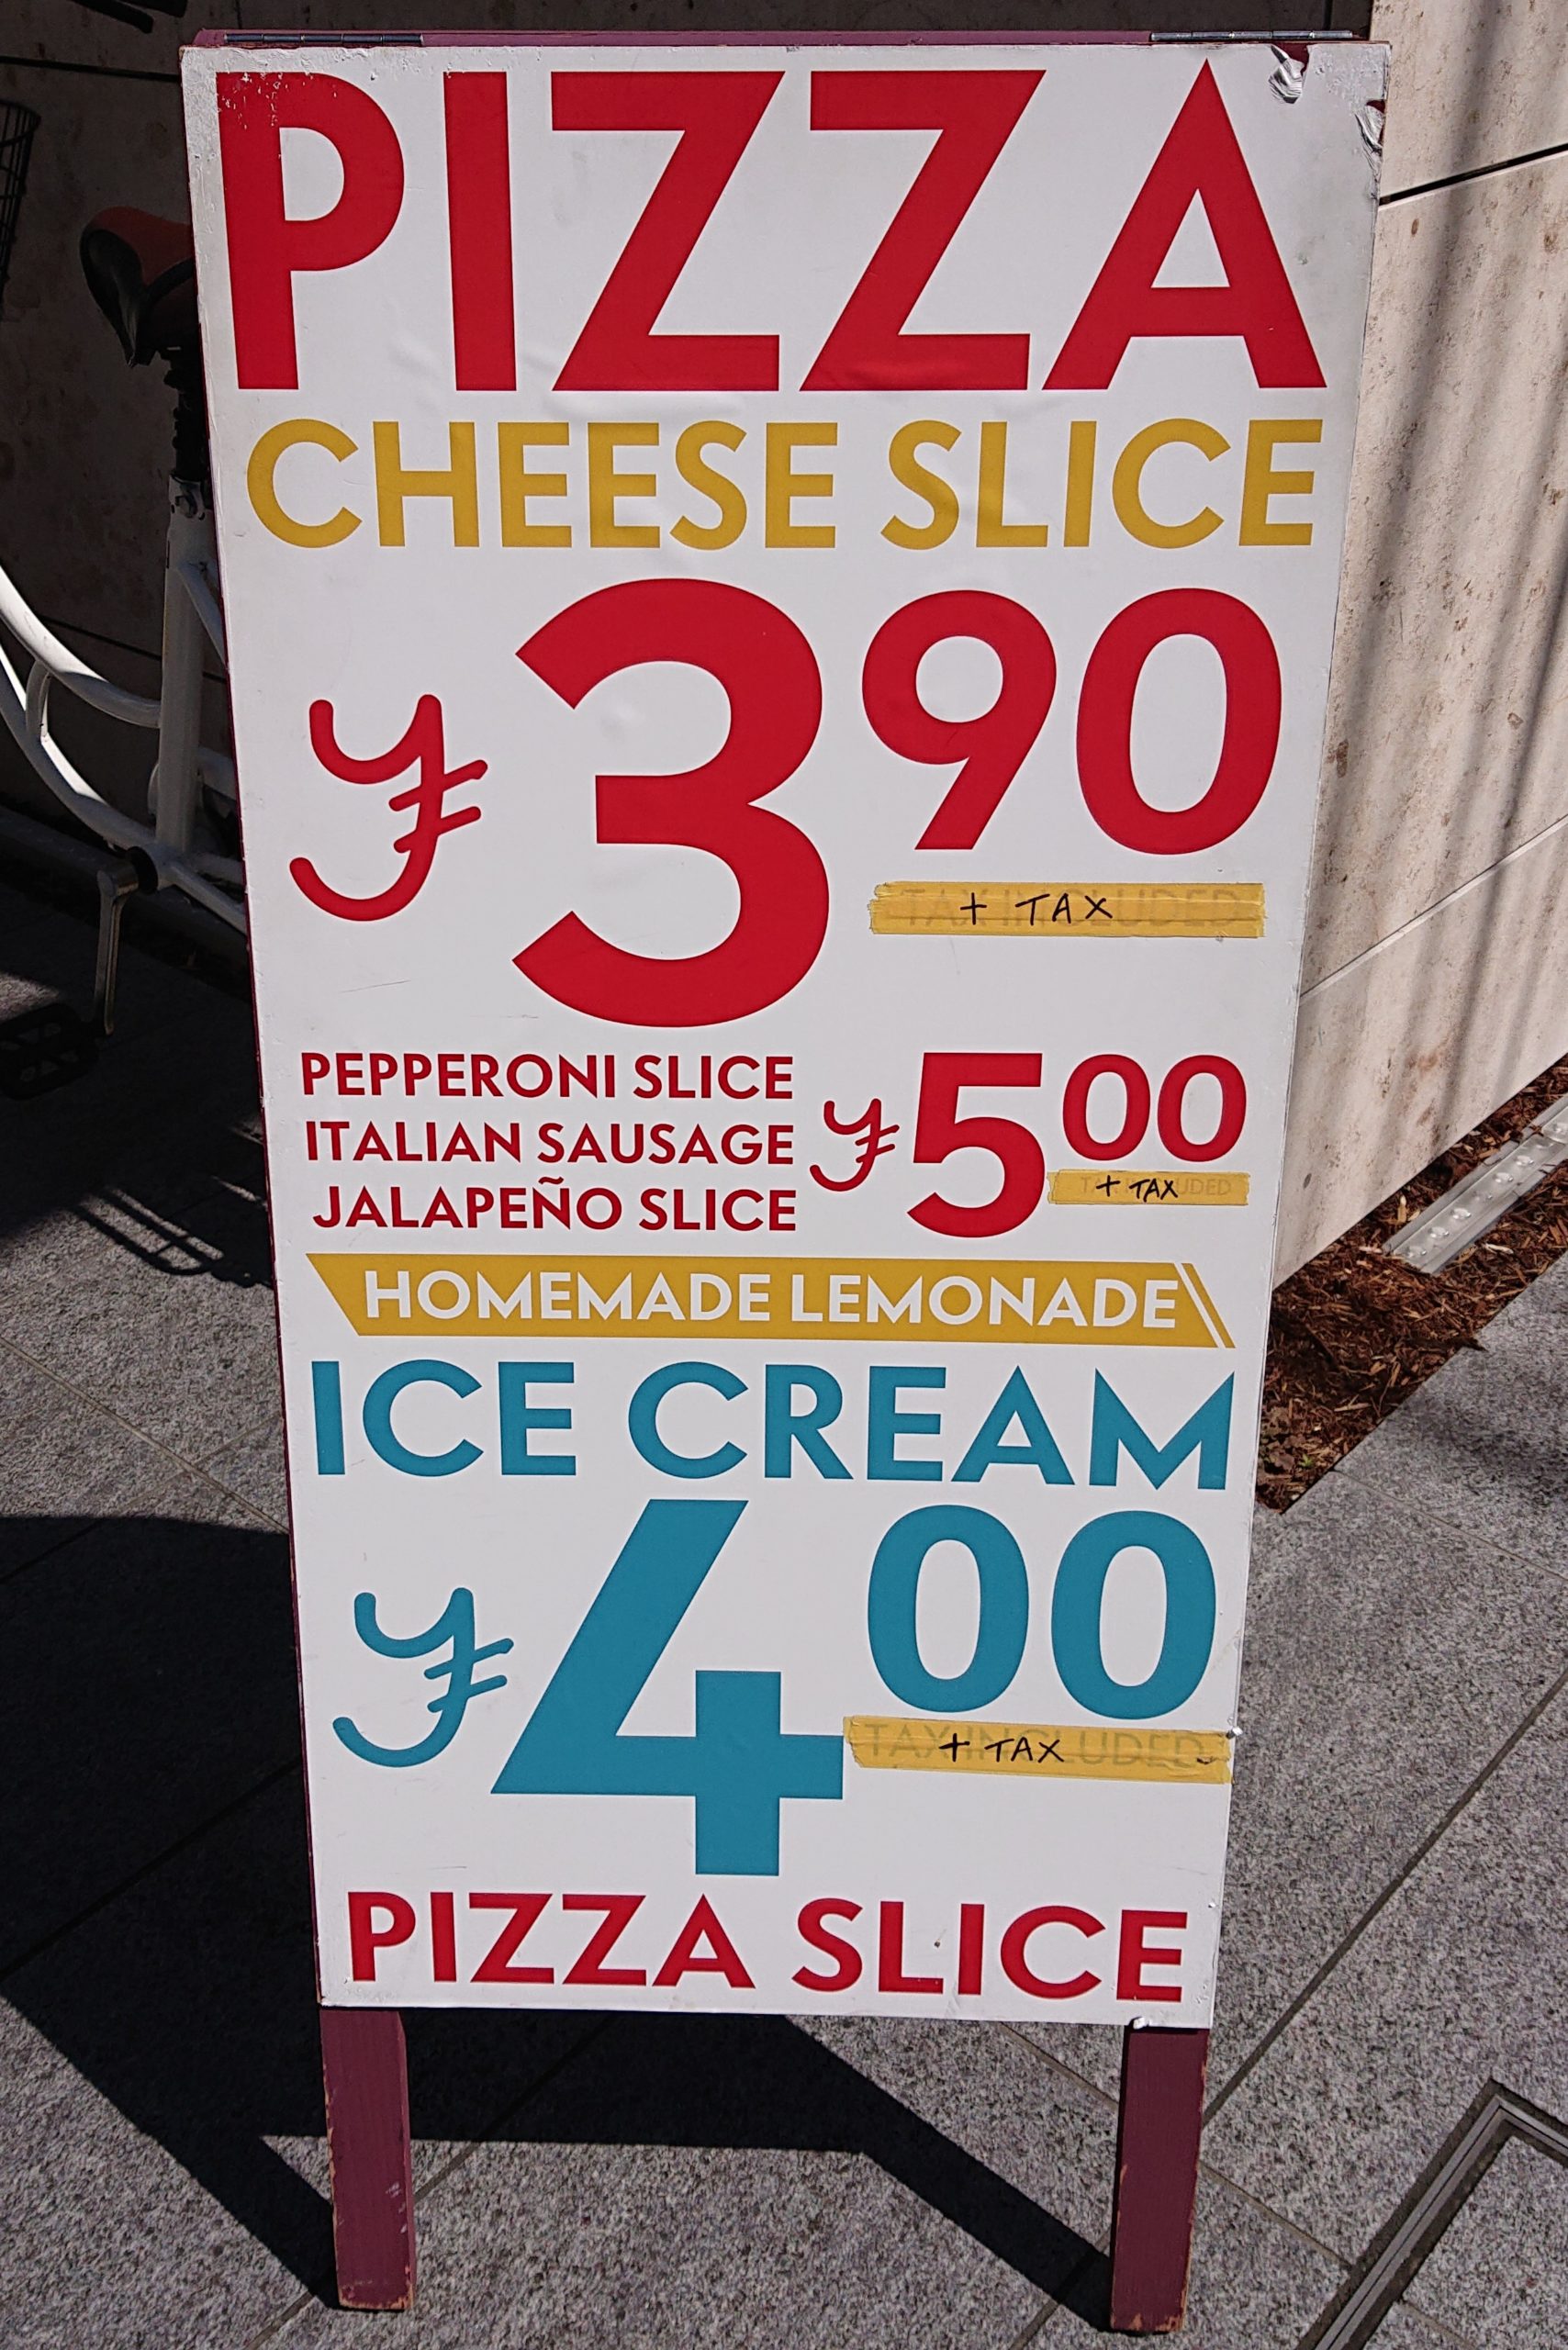 PIZZA
CHEESE SLICE
¥390
+ TAX
PEPPERONI SLICE
ITALIAN SAUSAGE
JALAPEÑO SLICE
¥500
+ TAX
HOMEMADE LEMONADE
ICE CREAM
¥400
+ TAX
PIZZA SLICE